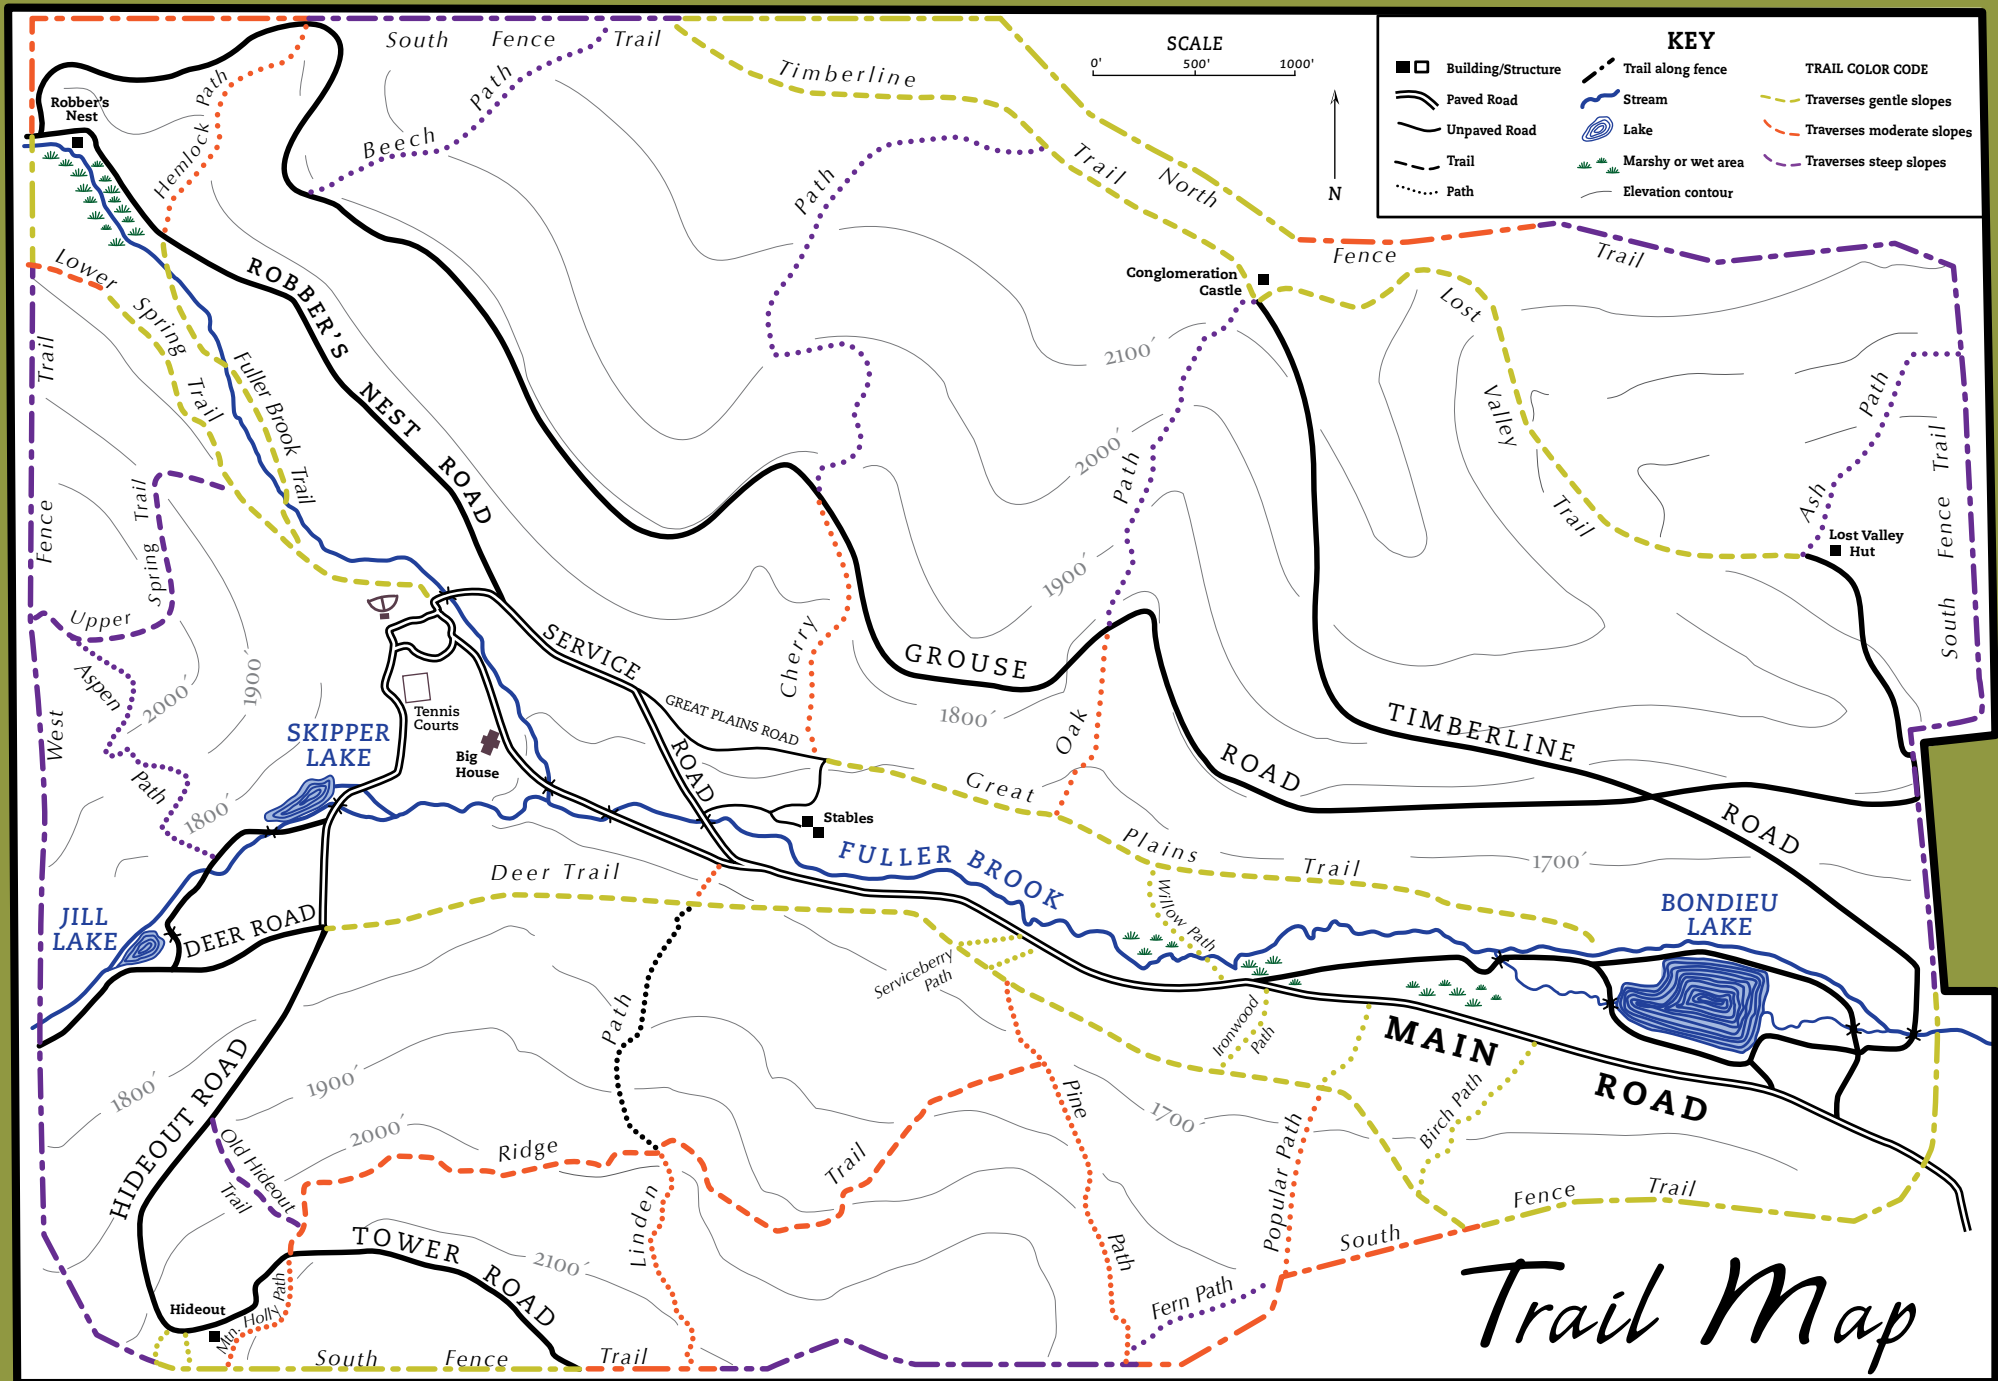 South Fence Trail
Timberline
Trail
North
Fence
Trail
SCALE
0' 500' 1000'
N
KEY
Building/Structure
Paved Road
Unpaved Road
Trail
Path
Trail along fence
Stream
Lake
Marshy or wet area
Elevation contour
TRAIL COLOR CODE
Traverses gentle slopes
Traverses moderate slopes
Traverses steep slopes
Robber's
Nest
Hemlock Path
Beech Path
Path
Cherry
Lower Spring Trail
Fuller Brook Trail
ROBBER'S NEST ROAD
Conglomeration
Castle
Lost Valley Trail
Ash Path
Lost Valley
Hut
South Fence Trail
2100'
2000'
1900'
1800'
Path
Oak
West Fence Trail
Upper Spring Trail
Aspen Path
2000'
1900'
1800'
SKIPPER
LAKE
Tennis
Courts
Big
House
SERVICE ROAD
GREAT PLAINS ROAD
GROUSE ROAD
TIMBERLINE ROAD
Stables
Great Plains Trail
1700'
FULLER BROOK
Willow Path
BONDIEU
LAKE
JILL
LAKE
DEER ROAD
Deer Trail
Serviceberry
Path
Ironwood
Path
MAIN ROAD
Birch Path
Popular Path
Pine Path
1700'
HIDEOUT ROAD
1800'
1900'
2000'
Old Hideout
Trail
Ridge Trail
Path
Linden
TOWER ROAD
2100'
Hideout
Mtn. Holly Path
South Fence Trail
Fern Path
South Fence Trail
Trail Map